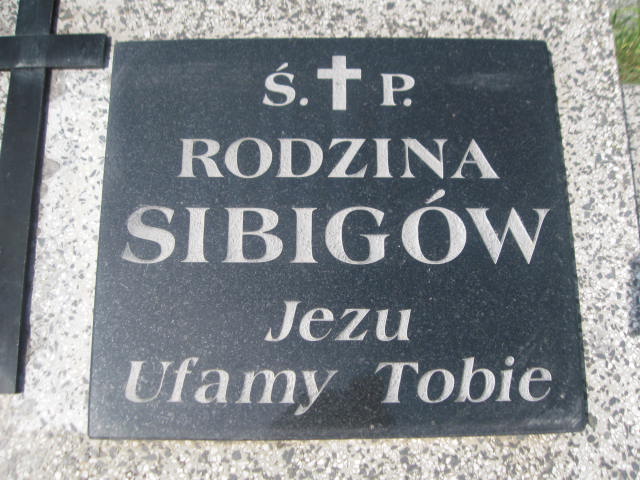 Ś. ✝ P.
RODZINA
SIBIGÓW
Jezu
Ufamy Tobie